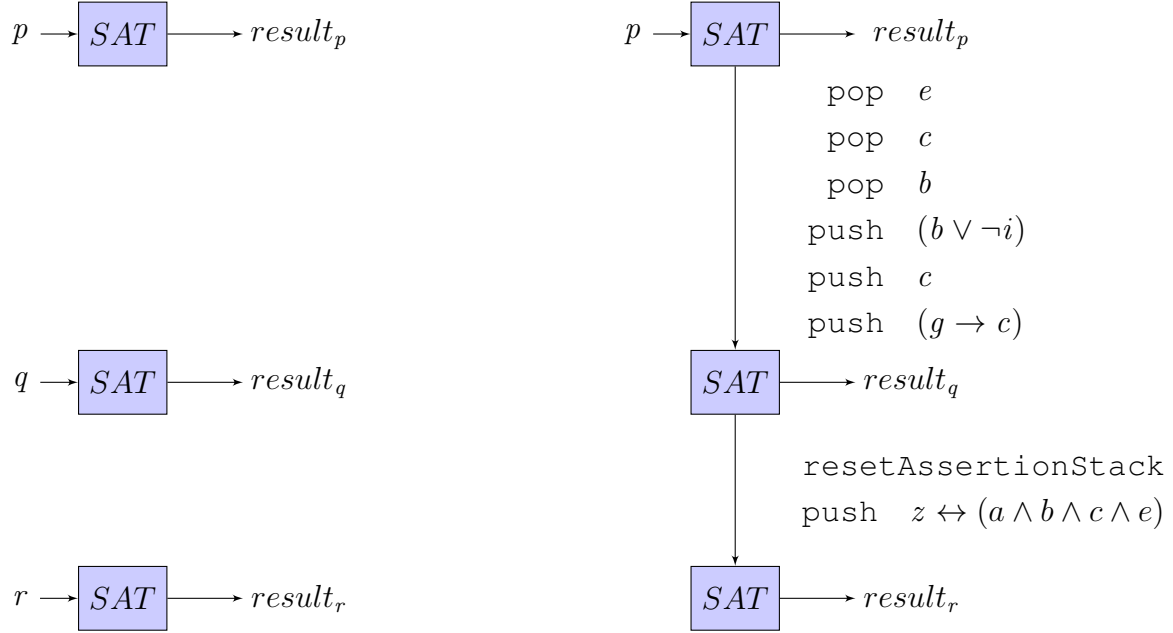 p SAT result_p
q SAT result_q
r SAT result_r
p SAT result_p
pop e
pop c
pop b
push (b ∨ ¬i)
push c
push (g → c)
SAT result_q
resetAssertionStack
push z ↔ (a ∧ b ∧ c ∧ e)
SAT result_r